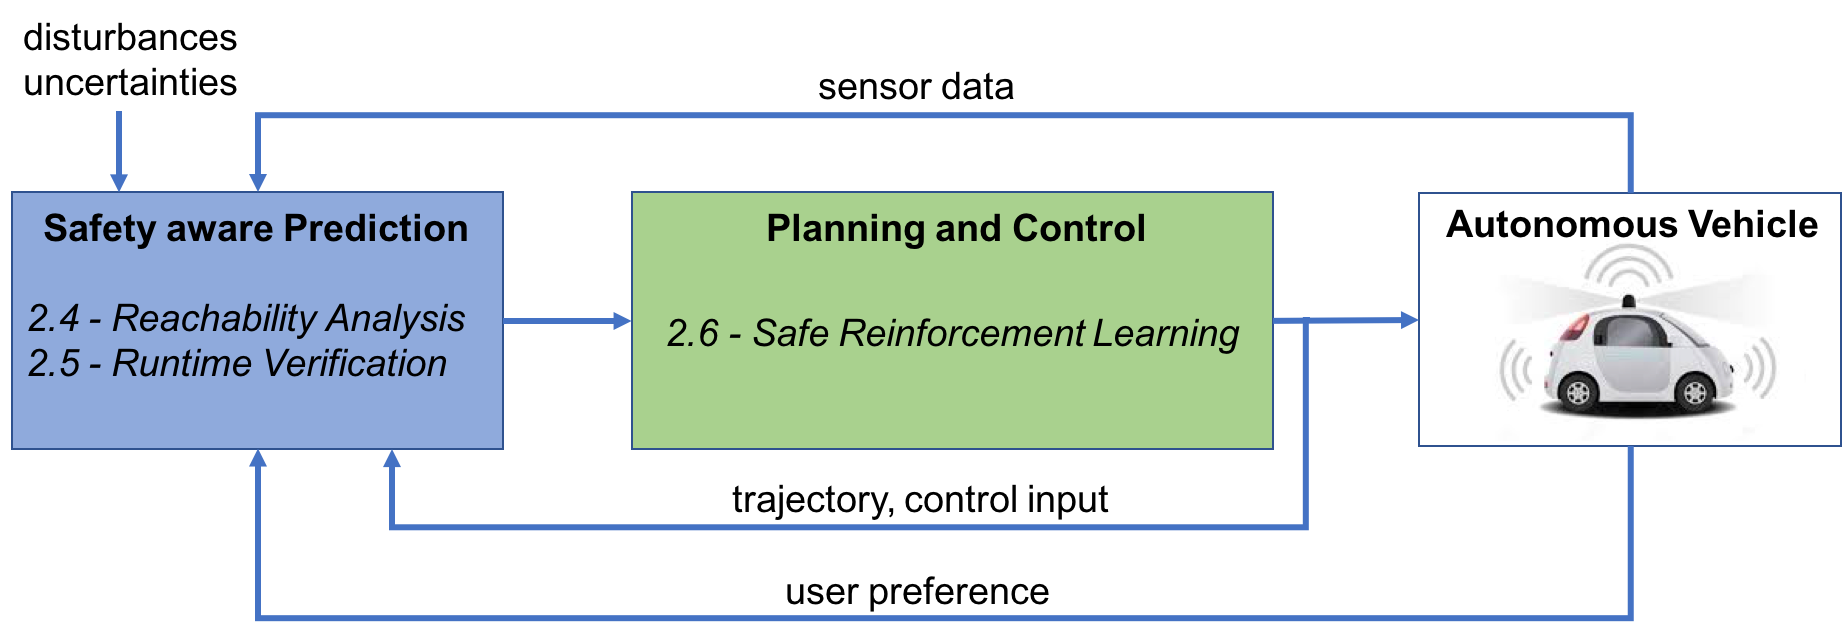 disturbances
uncertainties
sensor data
Safety aware Prediction
2.4 - Reachability Analysis
2.5 - Runtime Verification
Planning and Control
2.6 - Safe Reinforcement Learning
Autonomous Vehicle
trajectory, control input
user preference